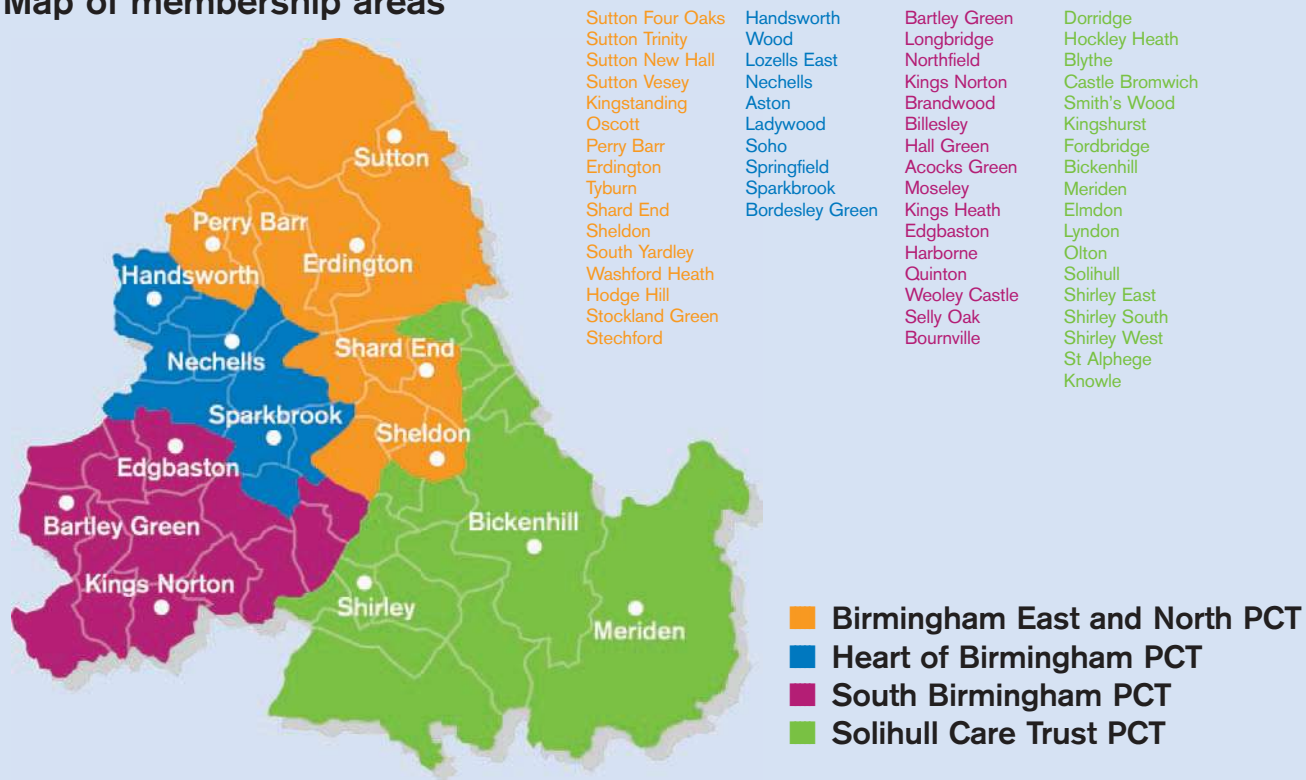 Map of membership areas
Sutton Four Oaks
Sutton Trinity
Sutton New Hall
Sutton Vesey
Kingstanding
Oscott
Perry Barr
Erdington
Tyburn
Shard End
Sheldon
South Yardley
Washford Heath
Hodge Hill
Stockland Green
Stechford
Handsworth
Wood
Lozells East
Nechells
Aston
Ladywood
Soho
Springfield
Sparkbrook
Bordesley Green
Bartley Green
Longbridge
Northfield
Kings Norton
Brandwood
Billesley
Hall Green
Acocks Green
Moseley
Kings Heath
Edgbaston
Harborne
Quinton
Weoley Castle
Selly Oak
Bournville
Dorridge
Hockley Heath
Blythe
Castle Bromwich
Smith's Wood
Kingshurst
Fordbridge
Bickenhill
Meriden
Elmdon
Lyndon
Olton
Solihull
Shirley East
Shirley South
Shirley West
St Alphege
Knowle
Sutton
Perry Barr
Erdington
Handsworth
Shard End
Nechells
Sparkbrook
Sheldon
Edgbaston
Bartley Green
Bickenhill
Kings Norton
Shirley
Meriden
Birmingham East and North PCT
Heart of Birmingham PCT
South Birmingham PCT
Solihull Care Trust PCT